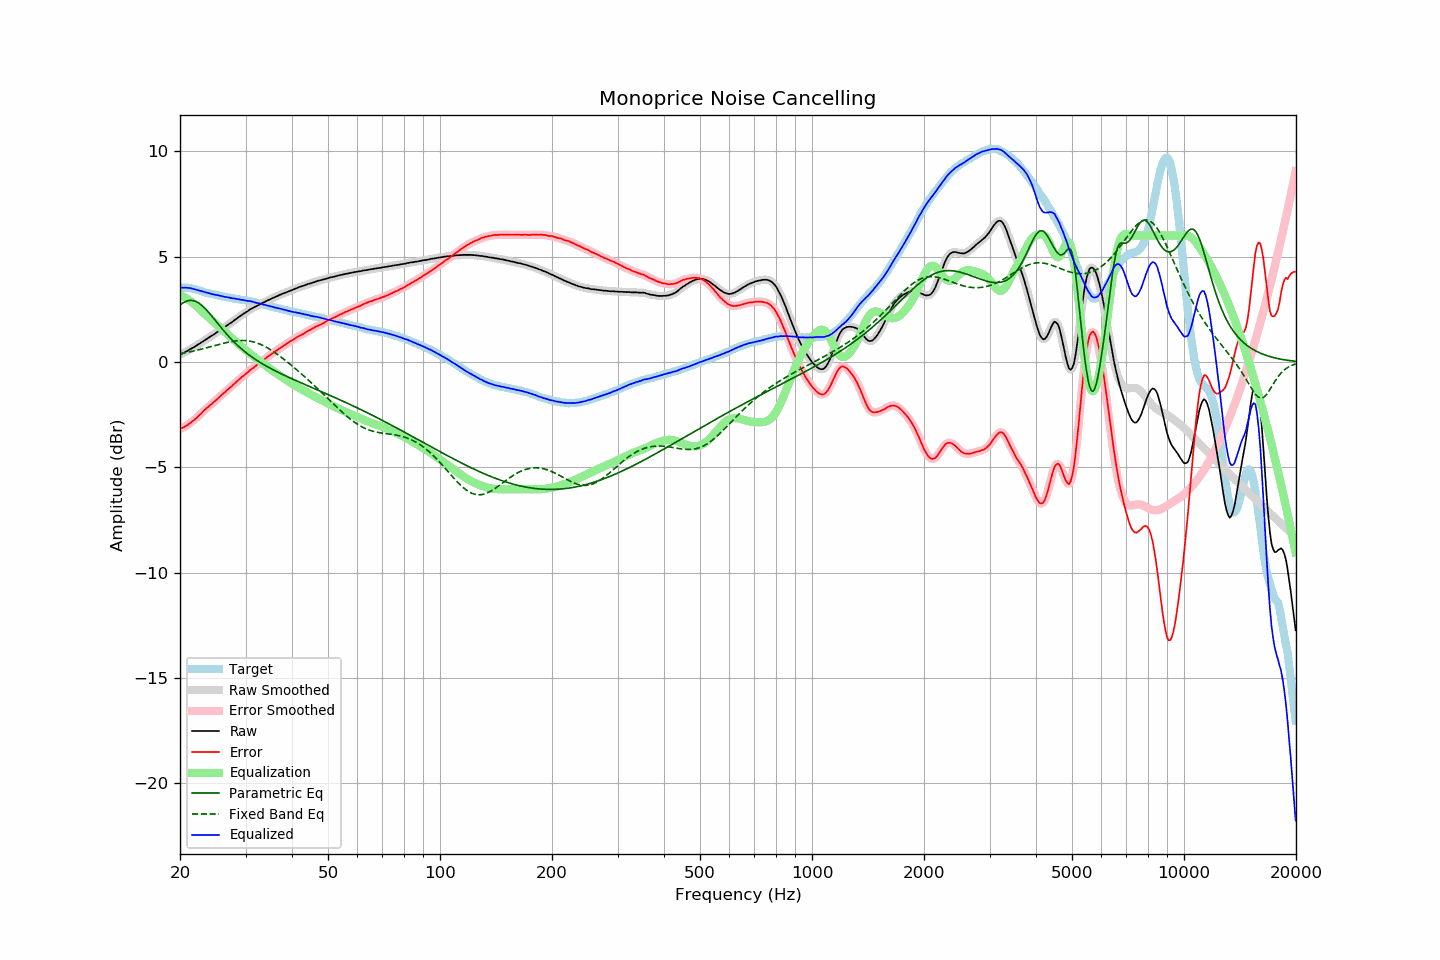 Monoprice Noise Cancelling
Amplitude (dBr)
10
5
0
−5
−10
−15
−20
Target
Raw Smoothed
Error Smoothed
Raw
Error
Equalization
Parametric Eq
Fixed Band Eq
Equalized
20 50 100 200 500 1000 2000 5000 10000 20000
Frequency (Hz)